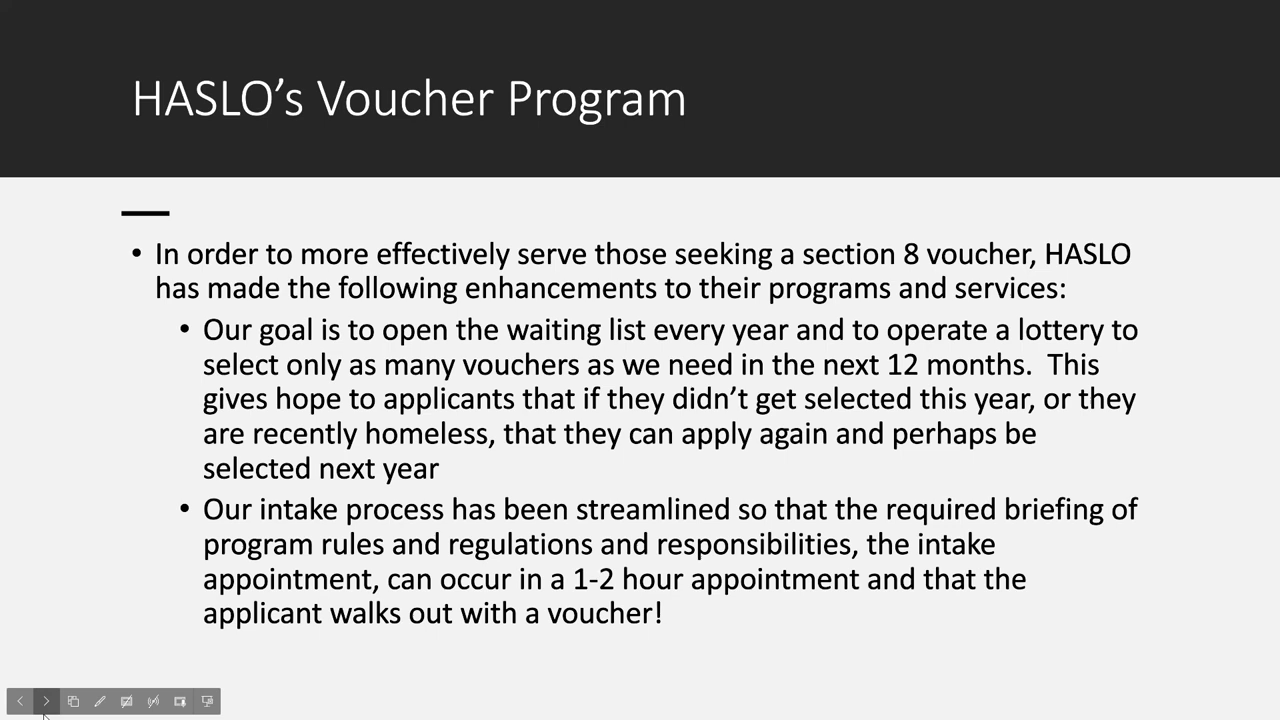 HASLO’s Voucher Program
• In order to more effectively serve those seeking a section 8 voucher, HASLO
has made the following enhancements to their programs and services:
• Our goal is to open the waiting list every year and to operate a lottery to
select only as many vouchers as we need in the next 12 months.  This
gives hope to applicants that if they didn’t get selected this year, or they
are recently homeless, that they can apply again and perhaps be
selected next year
• Our intake process has been streamlined so that the required briefing of
program rules and regulations and responsibilities, the intake
appointment, can occur in a 1-2 hour appointment and that the
applicant walks out with a voucher!